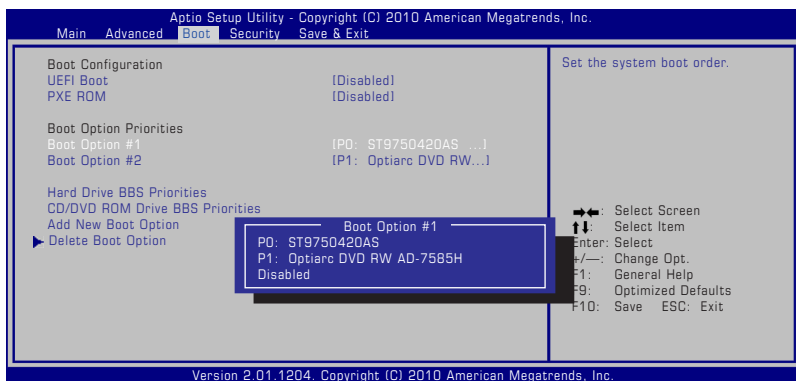 Aptio Setup Utility - Copyright (C) 2010 American Megatrends, Inc.
Main Advanced Boot Security Save & Exit
Boot Configuration
UEFI Boot [Disabled]
PXE ROM [Disabled]
Boot Option Priorities
Boot Option #1 [P0: ST9750420AS ...]
Boot Option #2 [P1: Optiarc DVD RW...]
Hard Drive BBS Priorities
CD/DVD ROM Drive BBS Priorities
Add New Boot Option
Delete Boot Option
Boot Option #1
P0: ST9750420AS
P1: Optiarc DVD RW AD-7585H
Disabled
Set the system boot order.
→←: Select Screen
↑↓: Select Item
Enter: Select
+/—: Change Opt.
F1: General Help
F9: Optimized Defaults
F10: Save ESC: Exit
Version 2.01.1204. Copyright (C) 2010 American Megatrends, Inc.